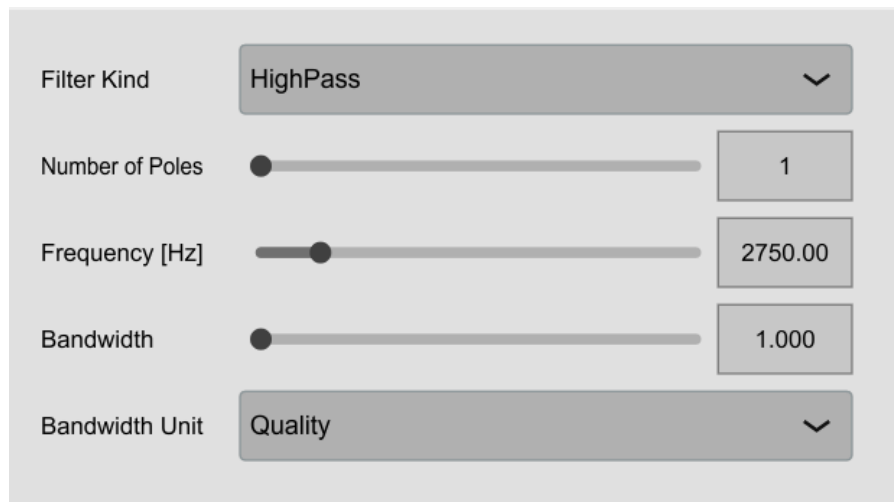 Filter Kind HighPass
Number of Poles 1
Frequency [Hz] 2750.00
Bandwidth 1.000
Bandwidth Unit Quality